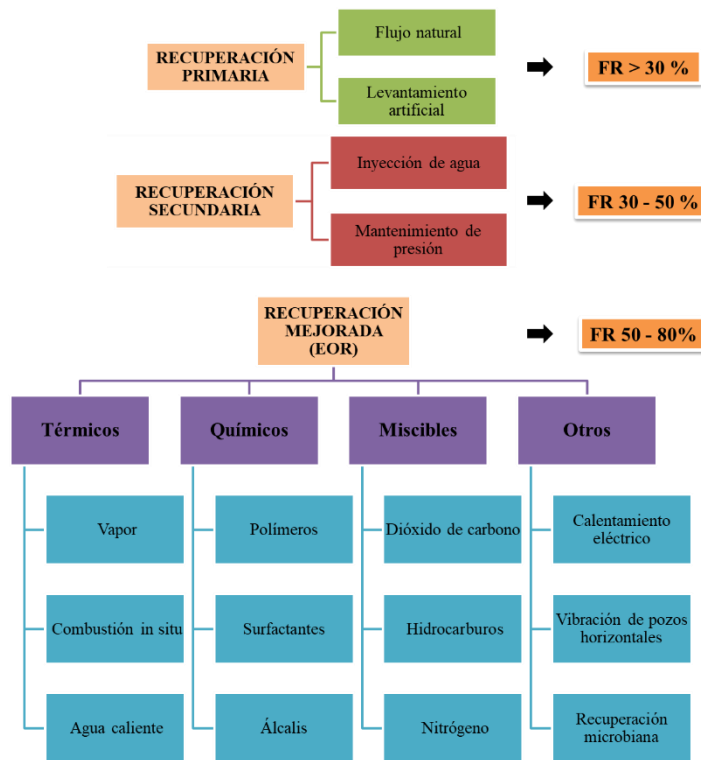 RECUPERACIÓN
PRIMARIA
Flujo natural
Levantamiento
artificial
FR > 30 %
RECUPERACIÓN
SECUNDARIA
Inyección de agua
Mantenimiento de
presión
FR 30 - 50 %
RECUPERACIÓN
MEJORADA
(EOR)
FR 50 - 80%
Térmicos
Químicos
Miscibles
Otros
Vapor
Polímeros
Dióxido de carbono
Calentamiento
eléctrico
Combustión in situ
Surfactantes
Hidrocarburos
Vibración de pozos
horizontales
Agua caliente
Álcalis
Nitrógeno
Recuperación
microbiana